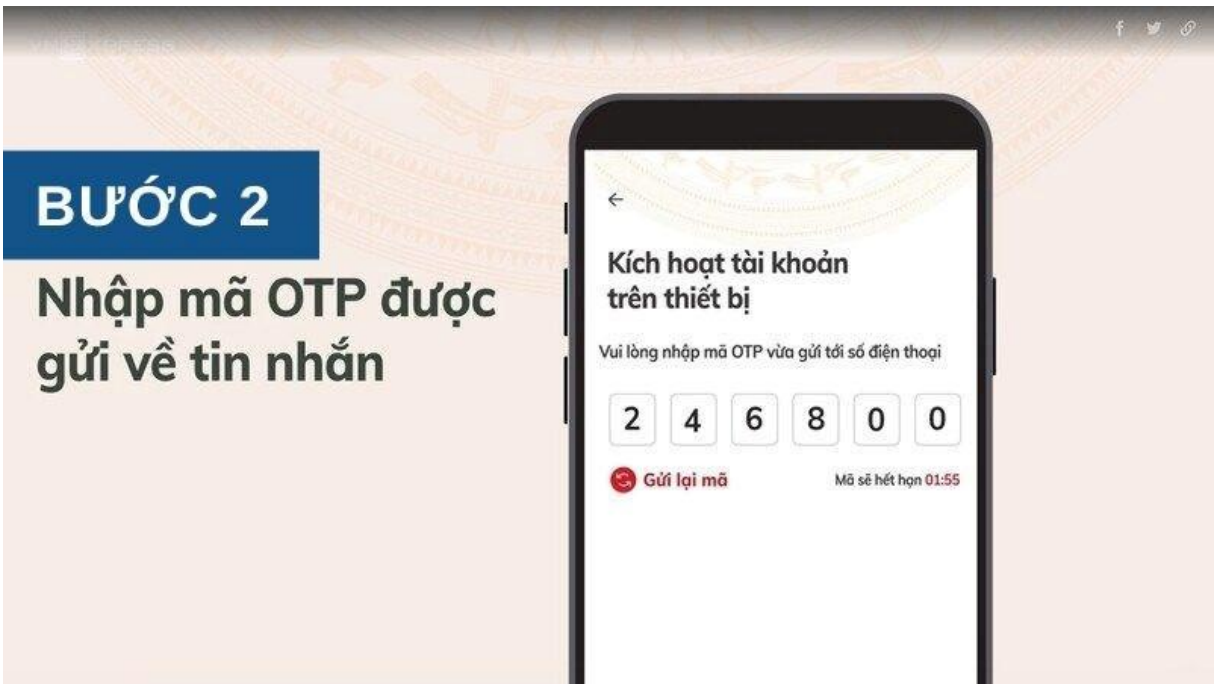 BƯỚC 2
Nhập mã OTP được
gửi về tin nhắn
Kích hoạt tài khoản
trên thiết bị
Vui lòng nhập mã OTP vừa gửi tới số điện thoại
2 4 6 8 0 0
Gửi lại mã
Mã sẽ hết hạn 01:55